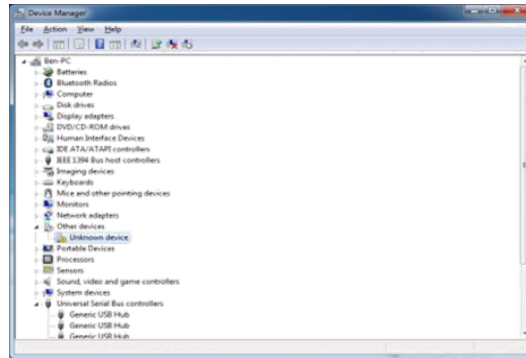 Device Manager
File Action View Help
Ben-PC
Batteries
Bluetooth Radios
Computer
Disk drives
Display adapters
DVD/CD-ROM drives
Human Interface Devices
IDE ATA/ATAPI controllers
IEEE 1394 Bus host controllers
Imaging devices
Keyboards
Mice and other pointing devices
Monitors
Network adapters
Other devices
Unknown device
Portable Devices
Processors
Sensors
Sound, video and game controllers
System devices
Universal Serial Bus controllers
Generic USB Hub
Generic USB Hub
Generic USB Hub